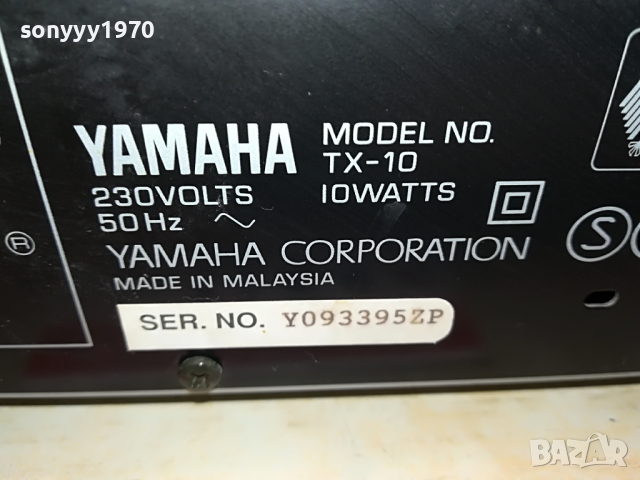 sonyyy1970
YAMAHA
MODEL NO.
TX-10
230VOLTS
10WATTS
50Hz ~
YAMAHA CORPORATION
MADE IN MALAYSIA
SER. NO. Y093395ZP
®
S
BAZAR